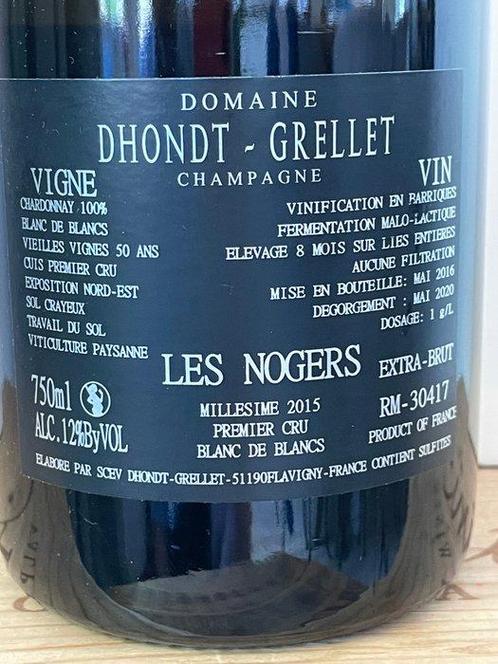 DOMAINE
DHONDT - GRELLET
CHAMPAGNE
VIGNE
CHARDONNAY 100%
BLANC DE BLANCS
VIEILLES VIGNES 50 ANS
CUIS PREMIER CRU
EXPOSITION NORD-EST
SOL CRAYEUX
TRAVAIL DU SOL
VITICULTURE PAYSANNE
VIN
VINIFICATION EN BARRIQUES
FERMENTATION MALO-LACTIQUE
ELEVAGE 8 MOIS SUR LIES ENTIERES
AUCUNE FILTRATION
MISE EN BOUTEILLE: MAI 2016
DEGORGEMENT : MAI 2020
DOSAGE: 1 g/L
LES NOGERS
EXTRA-BRUT
750ml
ALC.12%ByVOL
MILLESIME 2015
PREMIER CRU
BLANC DE BLANCS
RM-30417
PRODUCT OF FRANCE
ELABORE PAR SCEV DHONDT-GRELLET-51190FLAVIGNY-FRANCE CONTIENT SULFITES